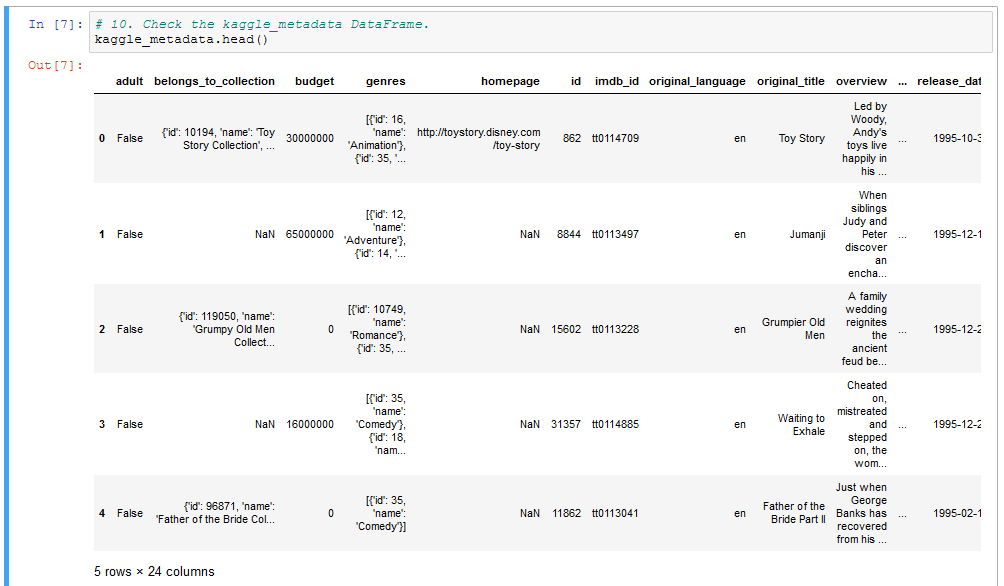 In [7]: # 10. Check the kaggle_metadata DataFrame.
kaggle_metadata.head()
Out[7]:
adult belongs_to_collection budget genres homepage id imdb_id original_language original_title overview ... release_dat
0 False {'id': 10194, 'name': 'Toy Story Collection', ... 30000000 [{'id': 16, 'name': 'Animation'}, {'id': 35, '... http://toystory.disney.com/toy-story 862 tt0114709 en Toy Story Led by Woody, Andy's toys live happily in his ... ... 1995-10-3
1 False NaN 65000000 [{'id': 12, 'name': 'Adventure'}, {'id': 14, '... NaN 8844 tt0113497 en Jumanji When siblings Judy and Peter discover an encha... ... 1995-12-1
2 False {'id': 119050, 'name': 'Grumpy Old Men Collect... 0 [{'id': 10749, 'name': 'Romance'}, {'id': 35, ... NaN 15602 tt0113228 en Grumpier Old Men A family wedding reignites the ancient feud be... ... 1995-12-2
3 False NaN 16000000 [{'id': 35, 'name': 'Comedy'}, {'id': 18, 'nam... NaN 31357 tt0114885 en Waiting to Exhale Cheated on, mistreated and stepped on, the wom... ... 1995-12-2
4 False {'id': 96871, 'name': 'Father of the Bride Col... 0 [{'id': 35, 'name': 'Comedy'}] NaN 11862 tt0113041 en Father of the Bride Part II Just when George Banks has recovered from his ... ... 1995-02-1
5 rows × 24 columns